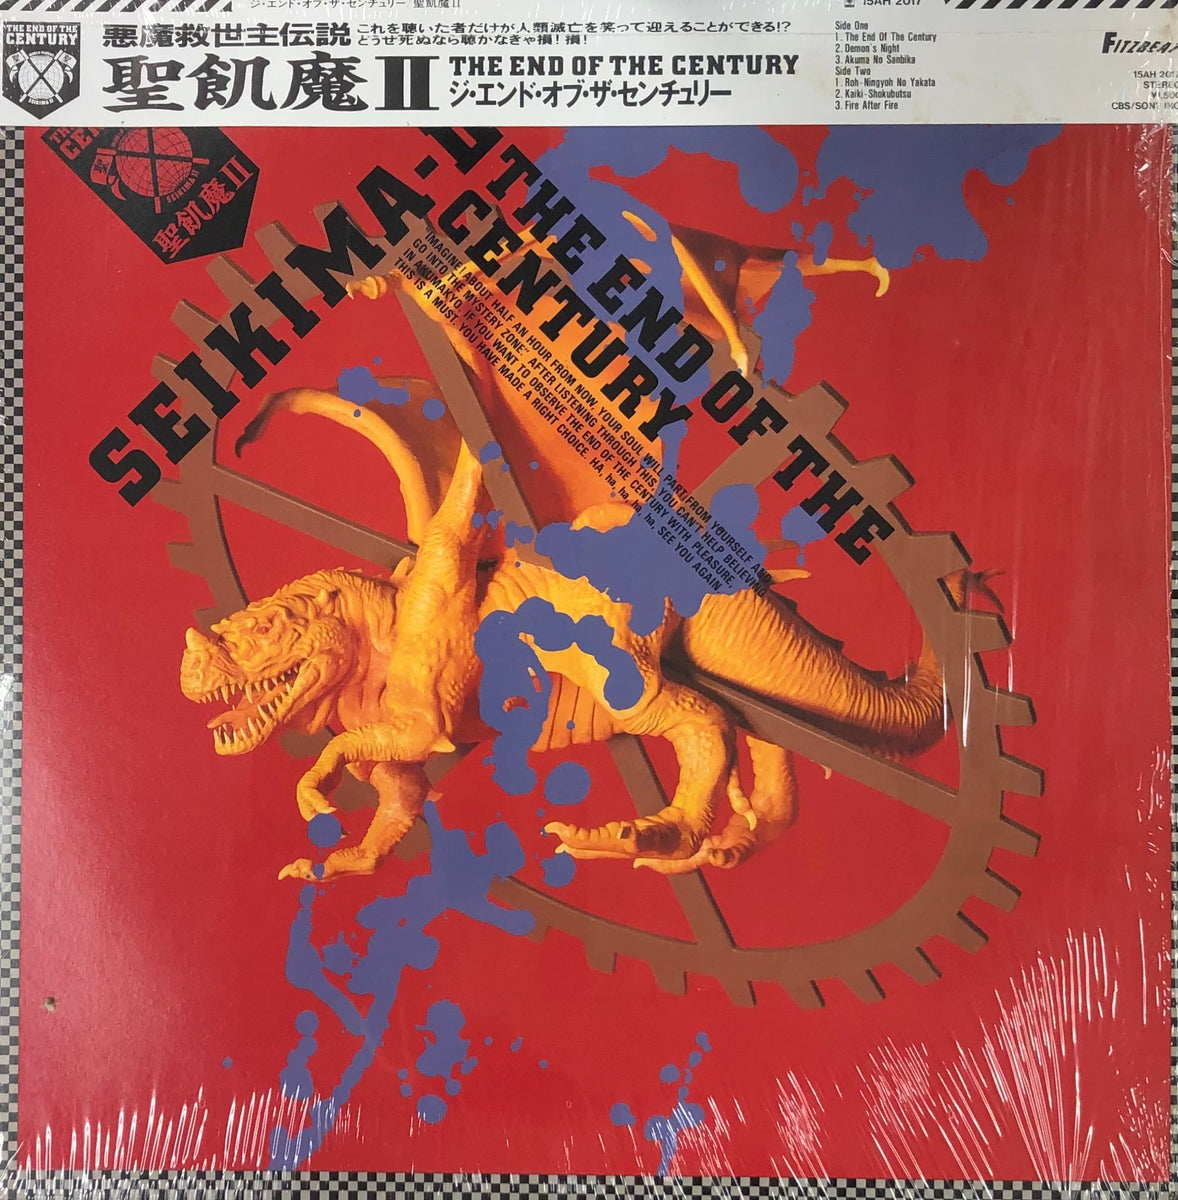 ジ・エンド・オブ・ザ・センチュリー 聖飢魔II
15AH 2017
THE END OF THE
CENTURY
SEIKIMA II
悪魔救世主伝説
これを聴いた者だけが人類滅亡を笑って迎えることができる!?
どうせ死ぬなら聴かなきゃ損!損!
聖飢魔II
THE END OF THE CENTURY
ジ・エンド・オブ・ザ・センチュリー
Side One
1. The End Of The Century
2. Demon's Night
3. Akuma No Sanbika
Side Two
1. Roh-Ningyoh No Yakata
2. Kaiki-Shokubutsu
3. Fire After Fire
FITZBEA
15AH 201
STEREO
CBS/SONY INC
SEIKIMA
聖飢魔II
SEIKIMA-II
THE END OF THE
CENTURY
"IMAGINE! ABOUT HALF AN HOUR FROM NOW, YOUR SOUL WILL PART FROM YOURSELF AND
GO INTO THE MYSTERY ZONE." AFTER LISTENING THROUGH THIS, YOU CAN'T HELP BELIEVING
IN AKUMAKYO. IF YOU WANT TO OBSERVE THE END OF THE CENTURY WITH PLEASURE,
THIS IS A MUST. YOU HAVE MADE A RIGHT CHOICE. HA, ha, ha, ha, ha, SEE YOU AGAIN.